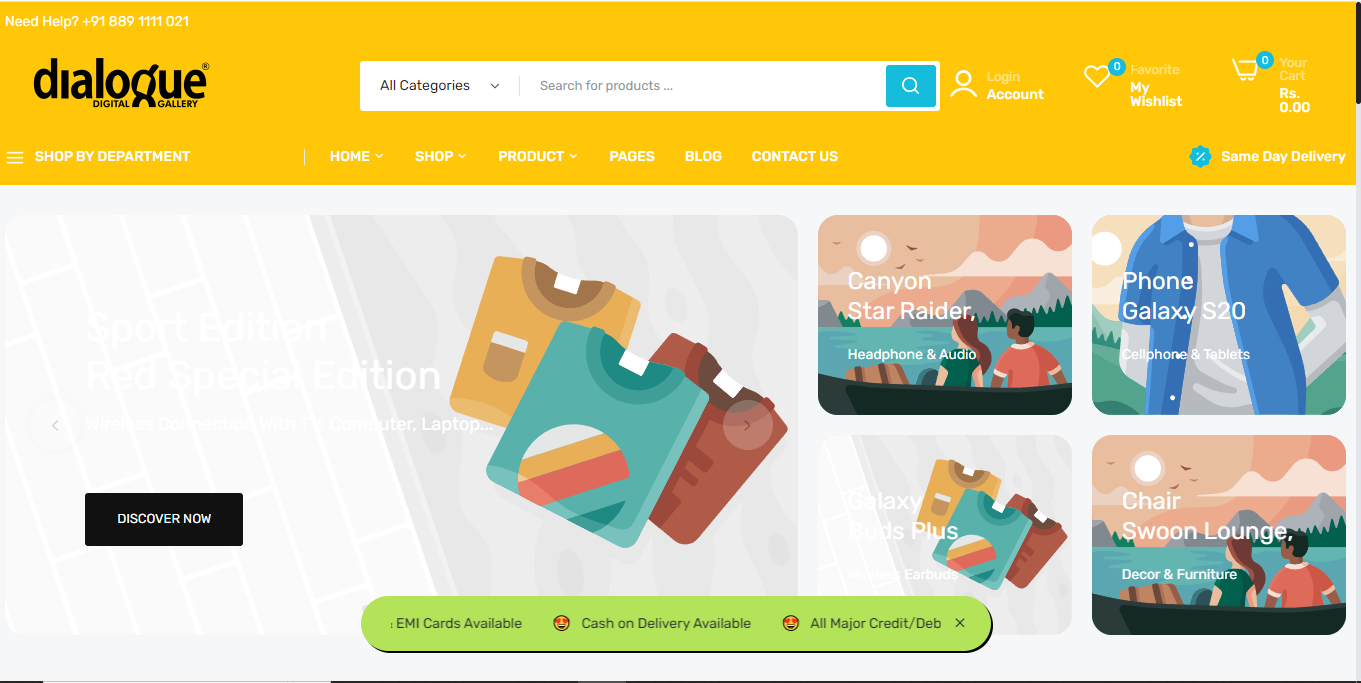 Need Help? +91 889 1111 021
dialogue®
DIGITAL GALLERY
All Categories
Search for products ...
Login
Account
0
Favorite
My
Wishlist
0
Your
Cart
Rs.
0.00
SHOP BY DEPARTMENT
HOME
SHOP
PRODUCT
PAGES
BLOG
CONTACT US
Same Day Delivery
Sport Edition
Red Special Edition
Wireless Connection With TV, Computer, Laptop...
DISCOVER NOW
Canyon
Star Raider,
Headphone & Audio
Phone
Galaxy S20
Cellphone & Tablets
Galaxy
Buds Plus
Wireless Earbuds
Chair
Swoon Lounge,
Decor & Furniture
: EMI Cards Available 🤩 Cash on Delivery Available 🤩 All Major Credit/Deb ×